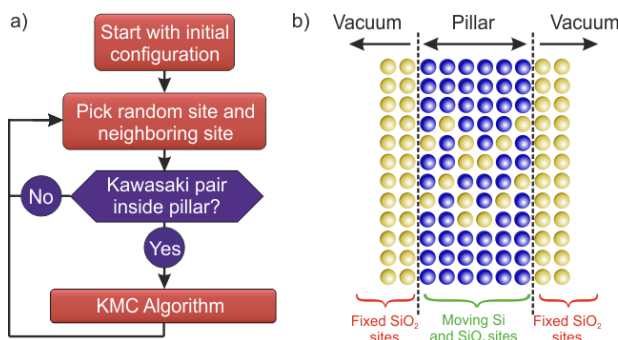 a)
Start with initial
configuration
Pick random site and
neighboring site
No
Kawasaki pair
inside pillar?
Yes
KMC Algorithm
b)
Vacuum
Pillar
Vacuum
Fixed SiO₂
sites
Moving Si
and SiO₂ sites
Fixed SiO₂
sites